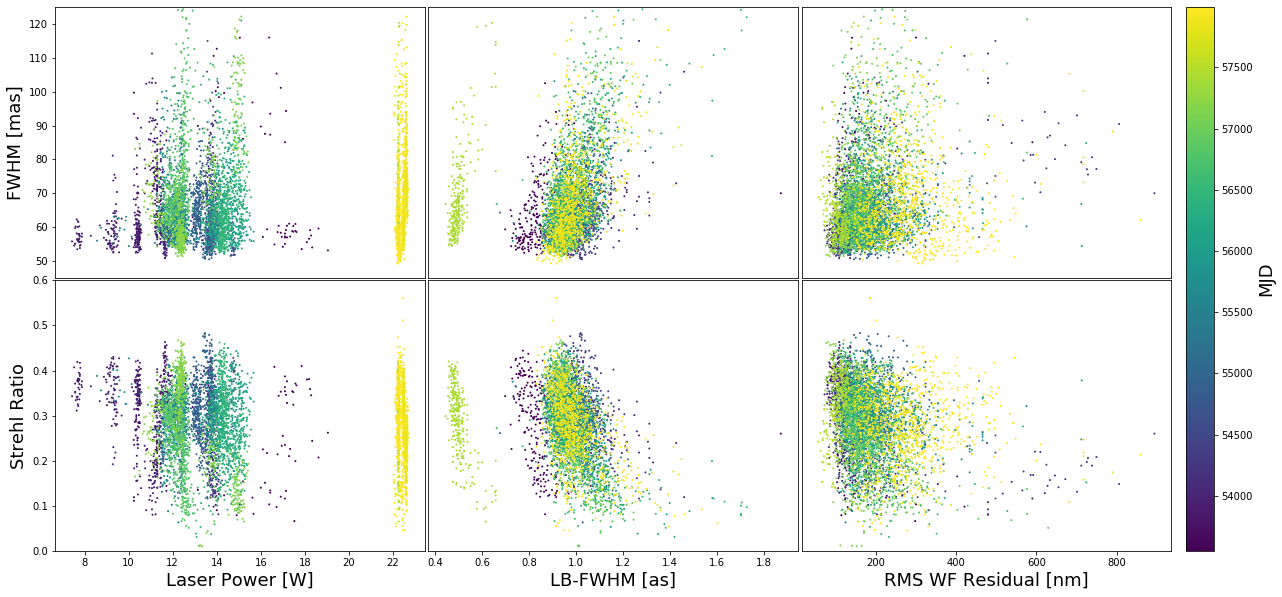 120
110
100
90
80
70
60
50
FWHM [mas]
0.6
0.5
0.4
0.3
0.2
0.1
0.0
Strehl Ratio
8 10 12 14 16 18 20 22
Laser Power [W]
0.4 0.6 0.8 1.0 1.2 1.4 1.6 1.8
LB-FWHM [as]
200 400 600 800
RMS WF Residual [nm]
57500
57000
56500
56000
55500
55000
54500
54000
MJD